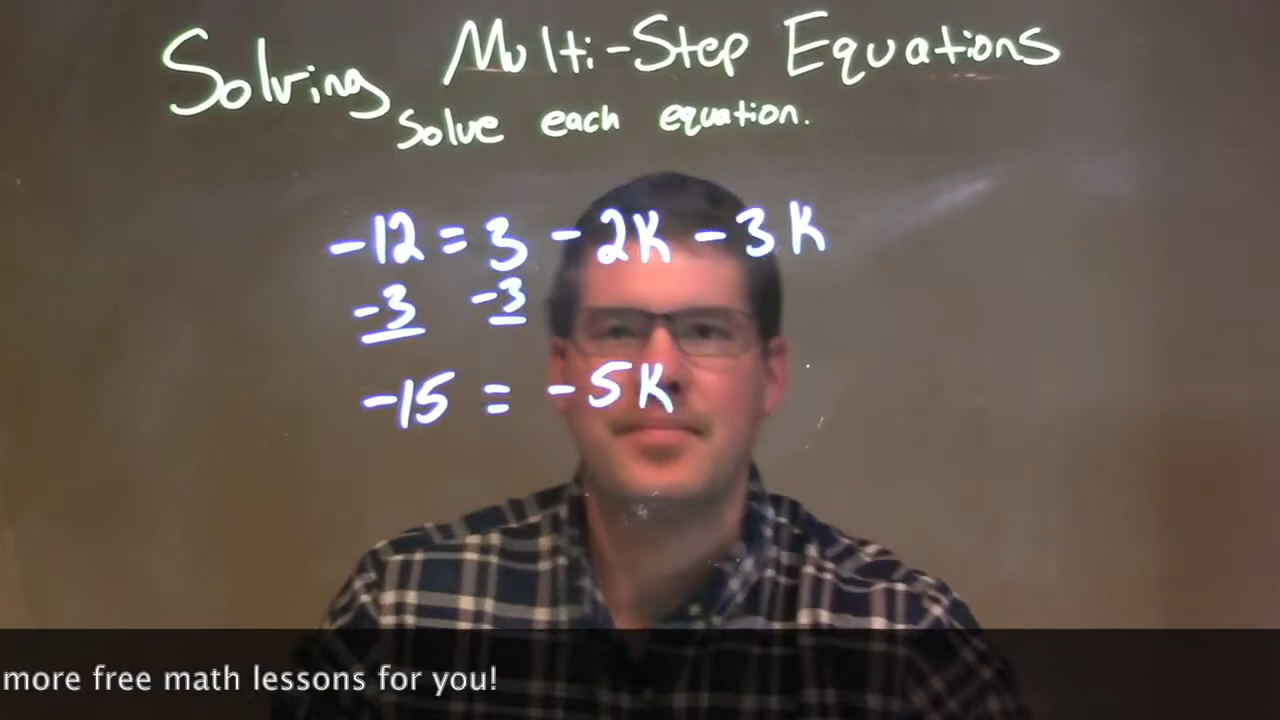 Solving Multi-Step Equations
Solve each equation.
-12 = 3 - 2K - 3K
-3 -3
-15 = -5K
more free math lessons for you!